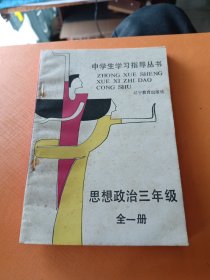 中学生学习指导丛书
ZHONG XUE SHENG
XUE XI ZHI DAO
CONG SHU
辽宁教育出版社
思想政治三年级
全一册